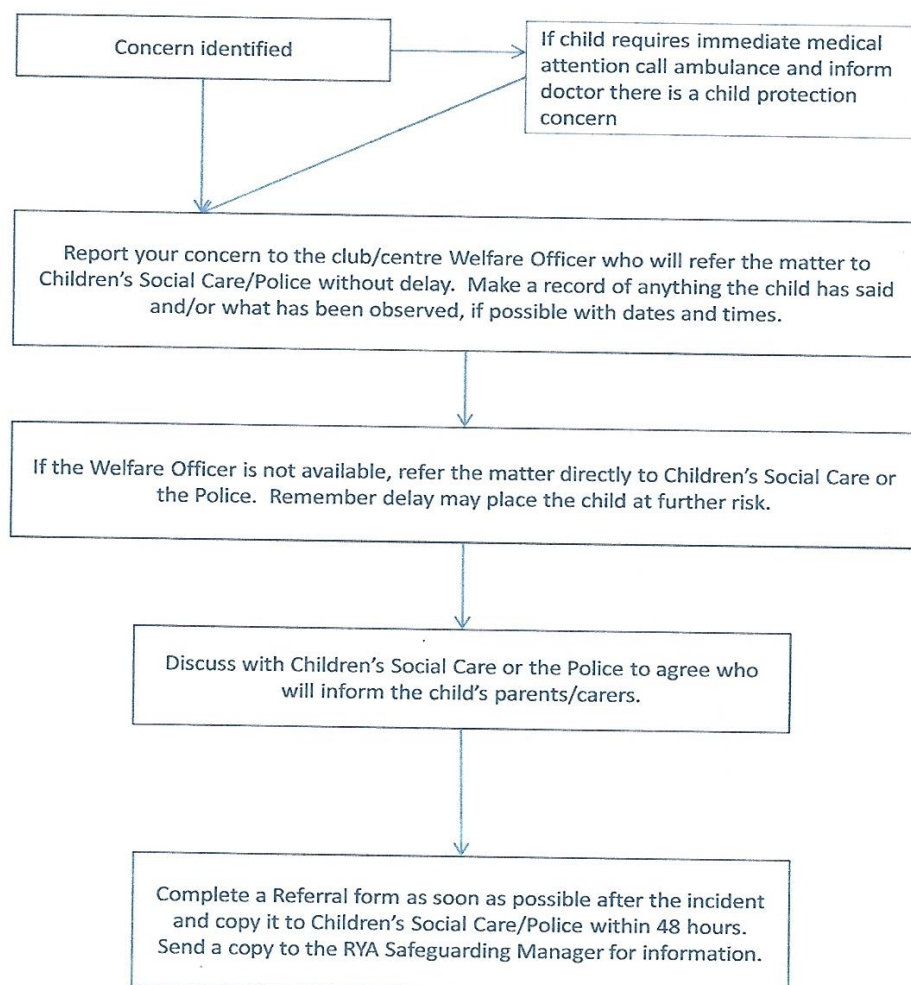 Concern identified
If child requires immediate medical
attention call ambulance and inform
doctor there is a child protection
concern
Report your concern to the club/centre Welfare Officer who will refer the matter to
Children's Social Care/Police without delay.  Make a record of anything the child has said
and/or what has been observed, if possible with dates and times.
If the Welfare Officer is not available, refer the matter directly to Children's Social Care or
the Police.  Remember delay may place the child at further risk.
Discuss with Children's Social Care or the Police to agree who
will inform the child's parents/carers.
Complete a Referral form as soon as possible after the incident
and copy it to Children's Social Care/Police within 48 hours.
Send a copy to the RYA Safeguarding Manager for information.